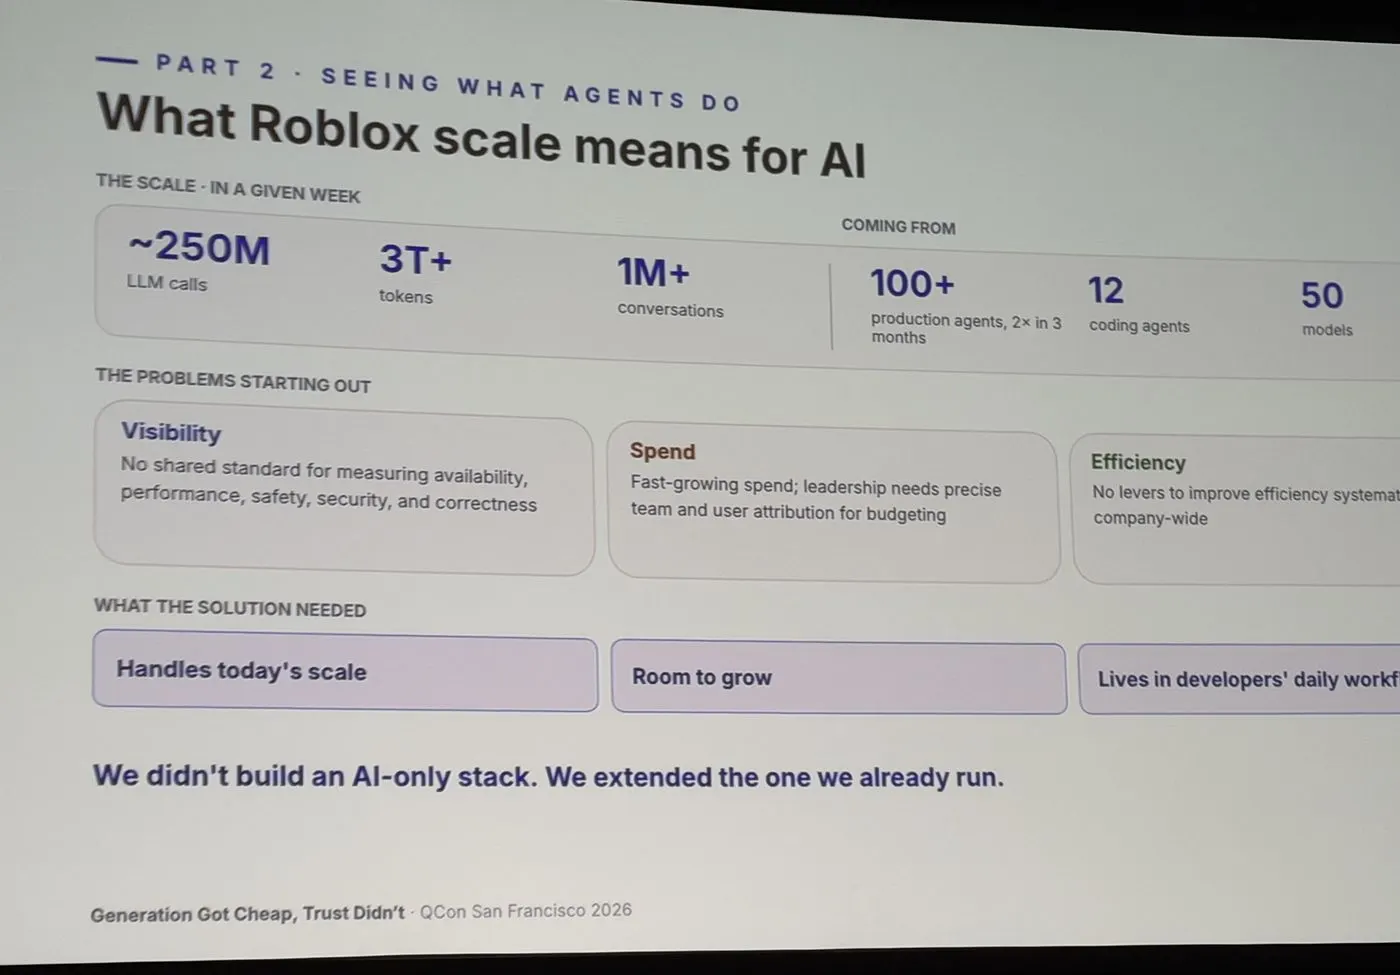 PART 2 · SEEING WHAT AGENTS DO
What Roblox scale means for AI
THE SCALE · IN A GIVEN WEEK
~250M
LLM calls
3T+
tokens
1M+
conversations
COMING FROM
100+
production agents, 2× in 3
months
12
coding agents
50
models
THE PROBLEMS STARTING OUT
Visibility
No shared standard for measuring availability,
performance, safety, security, and correctness
Spend
Fast-growing spend; leadership needs precise
team and user attribution for budgeting
Efficiency
No levers to improve efficiency systemat
company-wide
WHAT THE SOLUTION NEEDED
Handles today's scale
Room to grow
Lives in developers' daily workf
We didn't build an AI-only stack. We extended the one we already run.
Generation Got Cheap, Trust Didn't · QCon San Francisco 2026